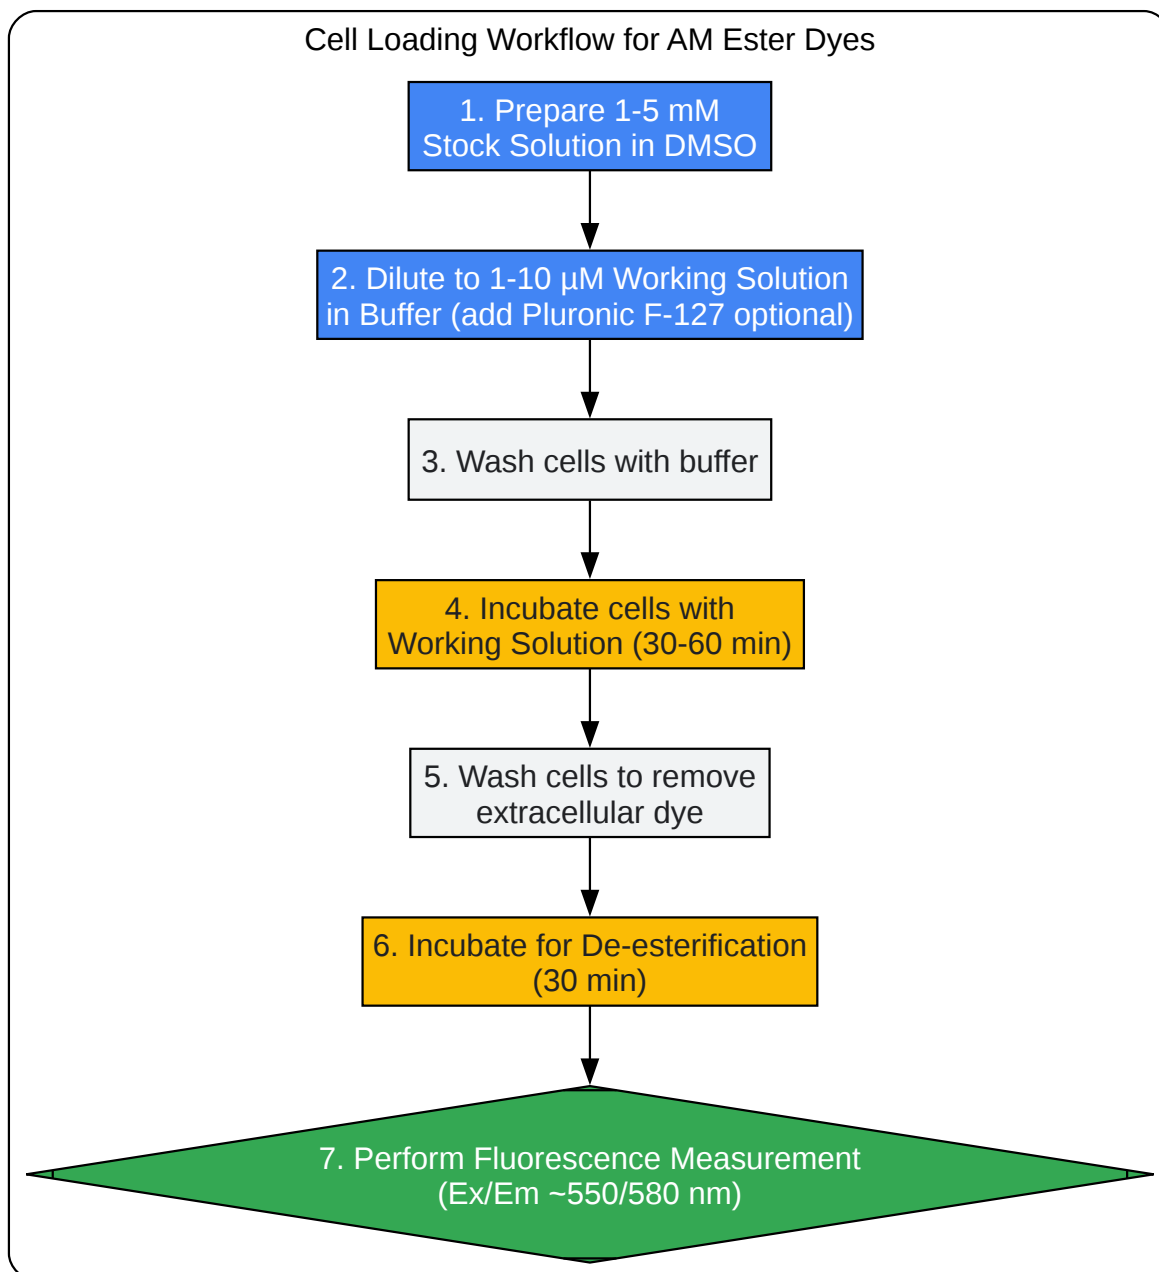 Cell Loading Workflow for AM Ester Dyes
1. Prepare 1-5 mM
Stock Solution in DMSO
2. Dilute to 1-10 µM Working Solution
in Buffer (add Pluronic F-127 optional)
3. Wash cells with buffer
4. Incubate cells with
Working Solution (30-60 min)
5. Wash cells to remove
extracellular dye
6. Incubate for De-esterification
(30 min)
7. Perform Fluorescence Measurement
(Ex/Em ~550/580 nm)